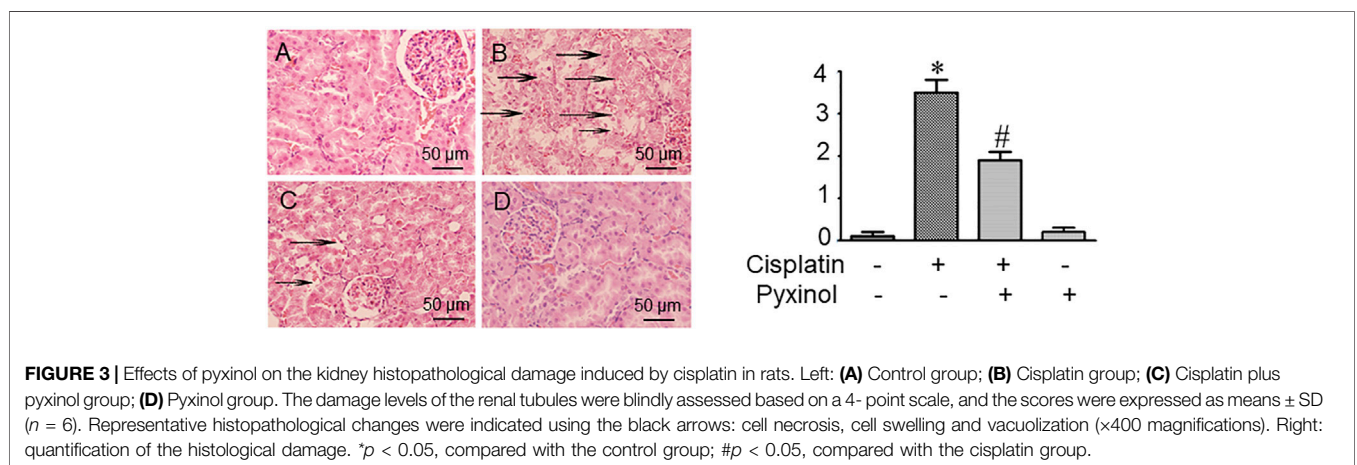 A
50 µm
B
50 µm
C
50 µm
D
50 µm
4
3
2
1
0
*
#
Cisplatin - + + -
Pyxinol - - + +
FIGURE 3 | Effects of pyxinol on the kidney histopathological damage induced by cisplatin in rats. Left: (A) Control group; (B) Cisplatin group; (C) Cisplatin plus
pyxinol group; (D) Pyxinol group. The damage levels of the renal tubules were blindly assessed based on a 4- point scale, and the scores were expressed as means ± SD
(n = 6). Representative histopathological changes were indicated using the black arrows: cell necrosis, cell swelling and vacuolization (×400 magnifications). Right:
quantification of the histological damage. *p < 0.05, compared with the control group; #p < 0.05, compared with the cisplatin group.